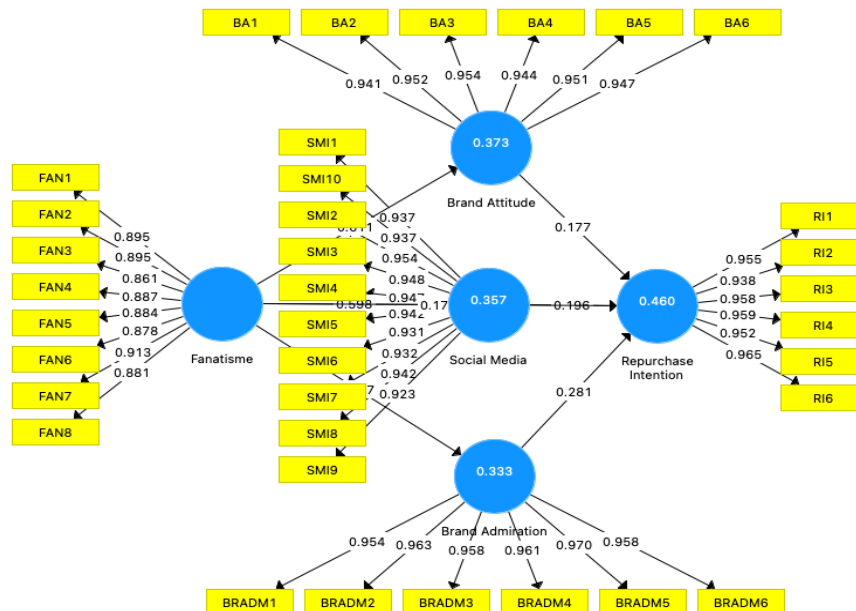 BA1
BA2
BA3
BA4
BA5
BA6
0.941
0.952
0.954
0.944
0.951
0.947
0.373
Brand Attitude
SMI1
SMI10
SMI2
SMI3
SMI4
SMI5
SMI6
SMI7
SMI8
SMI9
0.937
0.937
0.954
0.948
0.942
0.931
0.932
0.942
0.923
FAN1
FAN2
FAN3
FAN4
FAN5
FAN6
FAN7
FAN8
0.895
0.895
0.861
0.887
0.884
0.878
0.913
0.881
Fanatisme
0.598
0.17
0.357
Social Media
0.177
0.196
0.281
0.460
Repurchase
Intention
RI1
RI2
RI3
RI4
RI5
RI6
0.955
0.938
0.958
0.959
0.952
0.965
0.333
Brand Admiration
0.954
0.963
0.958
0.961
0.970
0.958
BRADM1
BRADM2
BRADM3
BRADM4
BRADM5
BRADM6